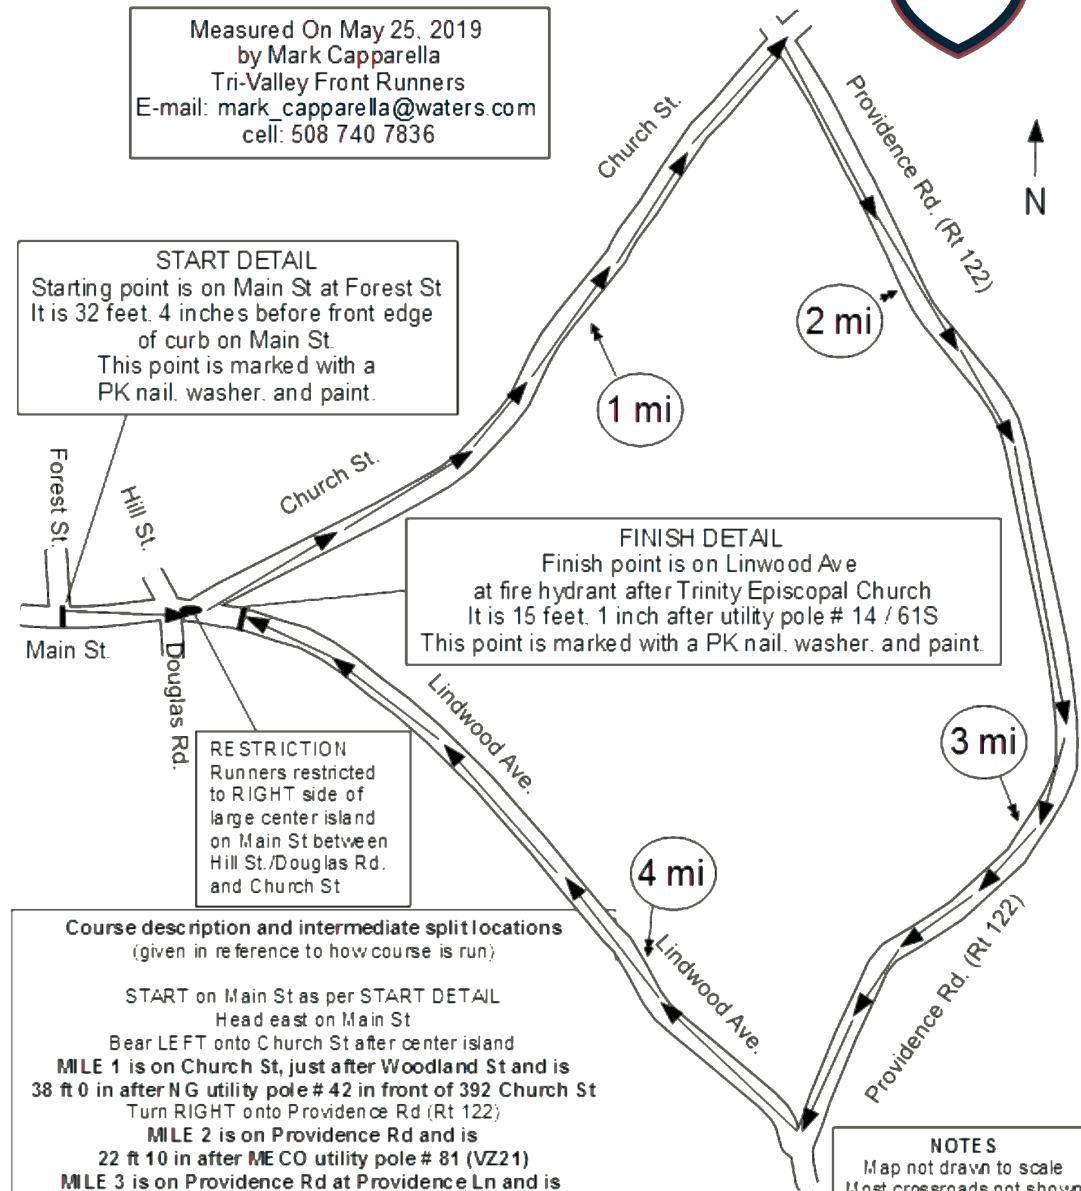 Measured On May 25, 2019
by Mark Capparella
Tri-Valley Front Runners
E-mail: mark_capparella@waters.com
cell: 508 740 7836
Church St.
Providence Rd. (Rt 122)
N
START DETAIL
Starting point is on Main St at Forest St
It is 32 feet, 4 inches before front edge
of curb on Main St.
This point is marked with a
PK nail, washer, and paint.
2 mi
1 mi
Forest St.
Hill St.
Church St.
FINISH DETAIL
Finish point is on Linwood Ave
at fire hydrant after Trinity Episcopal Church
It is 15 feet, 1 inch after utility pole # 14 / 61S
This point is marked with a PK nail, washer, and paint.
Main St.
Douglas Rd.
Lindwood Ave.
3 mi
RESTRICTION
Runners restricted
to RIGHT side of
large center island
on Main St between
Hill St./Douglas Rd.
and Church St
4 mi
Lindwood Ave.
Providence Rd. (Rt 122)
Course description and intermediate split locations
(given in reference to how course is run)
START on Main St as per START DETAIL
Head east on Main St
Bear LEFT onto Church St after center island
MILE 1 is on Church St, just after Woodland St and is
38 ft 0 in after NG utility pole # 42 in front of 392 Church St
Turn RIGHT onto Providence Rd (Rt 122)
MILE 2 is on Providence Rd and is
22 ft 10 in after MECO utility pole # 81 (VZ21)
MILE 3 is on Providence Rd at Providence Ln and is
NOTES
Map not drawn to scale
Most crossroads not shown